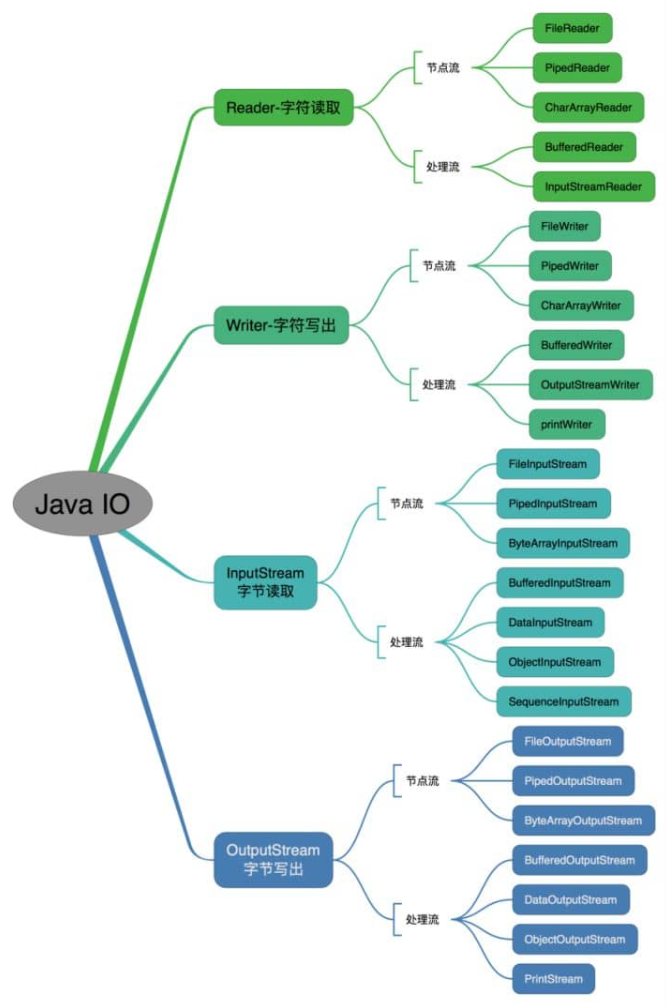 Java IO
Reader-字符读取
节点流
FileReader
PipedReader
CharArrayReader
处理流
BufferedReader
InputStreamReader
Writer-字符写出
节点流
FileWriter
PipedWriter
CharArrayWriter
处理流
BufferedWriter
OutputStreamWriter
printWriter
InputStream
字节读取
节点流
FileInputStream
PipedInputStream
ByteArrayInputStream
处理流
BufferedInputStream
DataInputStream
ObjectInputStream
SequenceInputStream
OutputStream
字节写出
节点流
FileOutputStream
PipedOutputStream
ByteArrayOutputStream
处理流
BufferedOutputStream
DataOutputStream
ObjectOutputStream
PrintStream